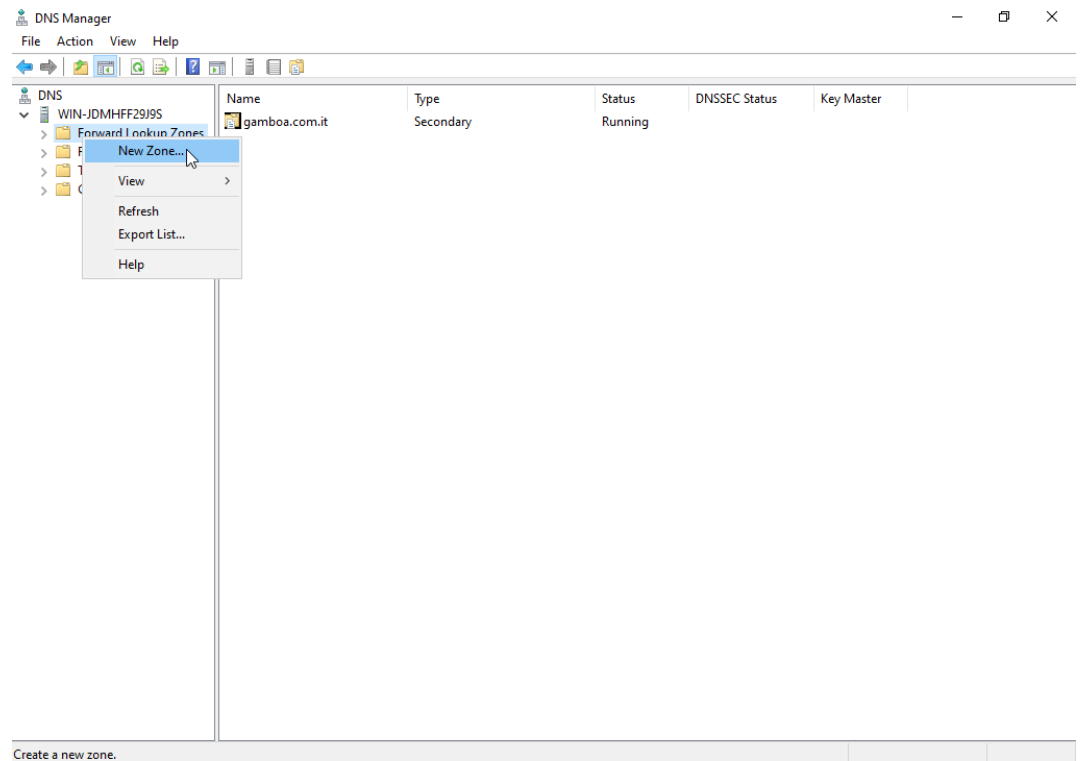 DNS Manager
File Action View Help
DNS
WIN-JDMHFF29J9S
Forward Lookup Zones
Name Type Status DNSSEC Status Key Master
gamboa.com.it Secondary Running
New Zone...
View
Refresh
Export List...
Help
Create a new zone.